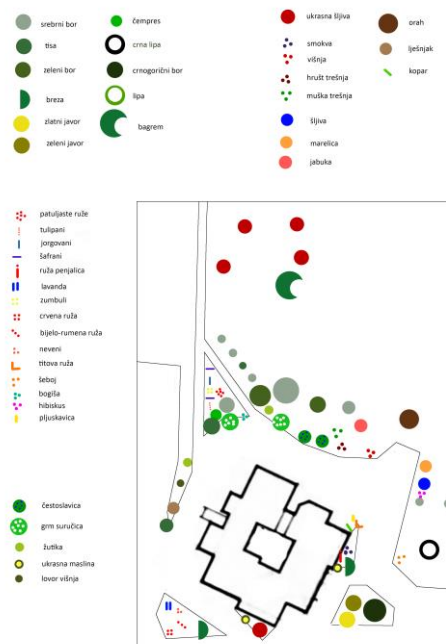 srebrni bor
tisa
zeleni bor
breza
zlatni javor
zeleni javor
čempres
crna lipa
crnogorični bor
lipa
bagrem
ukrasna šljiva
smokva
višnja
hrušt trešnja
muška trešnja
šljiva
marelica
jabuka
orah
lješnjak
kopar
patuljaste ruže
tulipani
jorgovani
šafrani
ruža penjalica
lavanda
zumbuli
crvena ruža
bijelo-rumena ruža
neveni
titova ruža
šeboj
bogiša
hibiskus
pljuskavica
čestoslavica
grm suručica
žutika
ukrasna maslina
lovor višnja